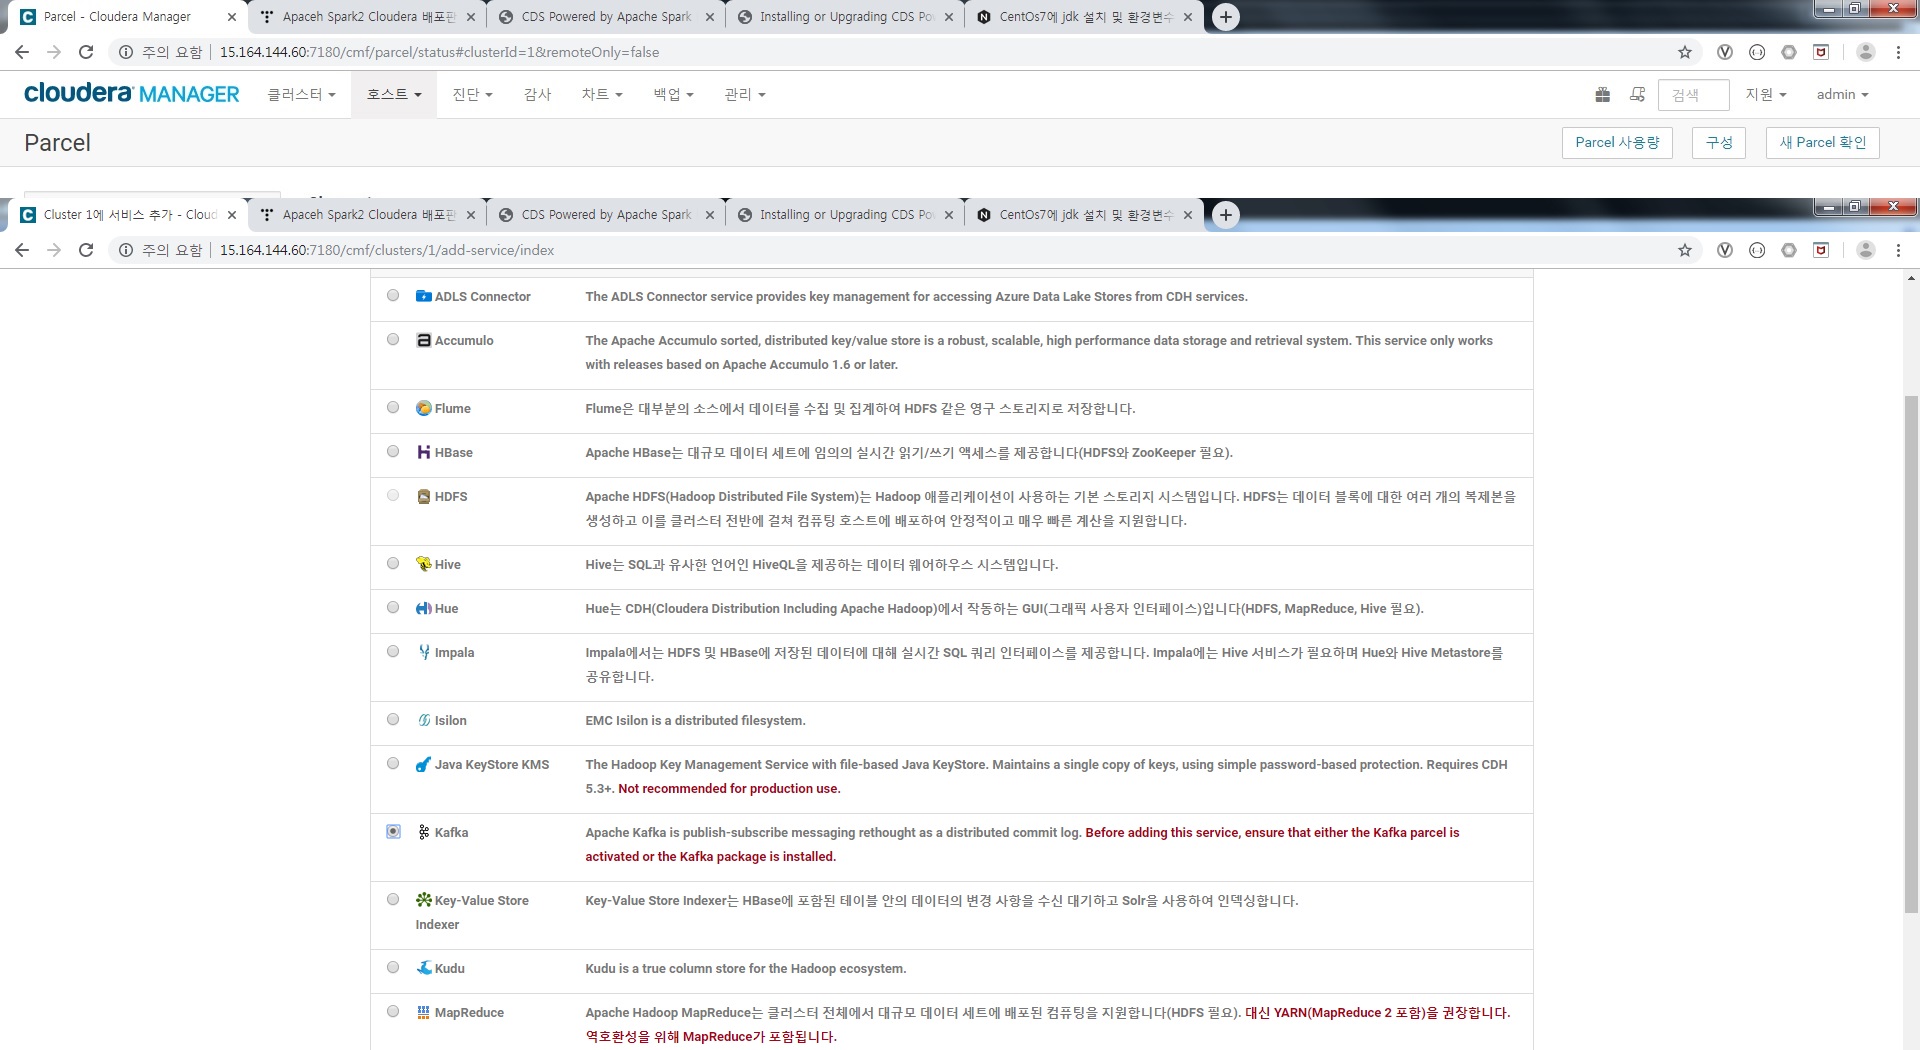 Parcel - Cloudera Manager
Apaceh Spark2 Cloudera 배포판
CDS Powered by Apache Spark
Installing or Upgrading CDS Po
CentOs7에 jdk 설치 및 환경변수
주의 요함 15.164.144.60:7180/cmf/parcel/status#clusterId=1&remoteOnly=false
cloudera MANAGER 클러스터 호스트 진단 감사 차트 백업 관리 검색 지원 admin
Parcel Parcel 사용량 구성 새 Parcel 확인
Cluster 1에 서비스 추가 - Cloud
Apaceh Spark2 Cloudera 배포판
CDS Powered by Apache Spark
Installing or Upgrading CDS Po
CentOs7에 jdk 설치 및 환경변수
주의 요함 15.164.144.60:7180/cmf/clusters/1/add-service/index
ADLS Connector The ADLS Connector service provides key management for accessing Azure Data Lake Stores from CDH services.
Accumulo The Apache Accumulo sorted, distributed key/value store is a robust, scalable, high performance data storage and retrieval system. This service only works
with releases based on Apache Accumulo 1.6 or later.
Flume Flume은 대부분의 소스에서 데이터를 수집 및 집계하여 HDFS 같은 영구 스토리지로 저장합니다.
HBase Apache HBase는 대규모 데이터 세트에 임의의 실시간 읽기/쓰기 액세스를 제공합니다(HDFS와 ZooKeeper 필요).
HDFS Apache HDFS(Hadoop Distributed File System)는 Hadoop 애플리케이션이 사용하는 기본 스토리지 시스템입니다. HDFS는 데이터 블록에 대한 여러 개의 복제본을
생성하고 이를 클러스터 전반에 걸쳐 컴퓨팅 호스트에 배포하여 안정적이고 매우 빠른 계산을 지원합니다.
Hive Hive는 SQL과 유사한 언어인 HiveQL을 제공하는 데이터 웨어하우스 시스템입니다.
Hue Hue는 CDH(Cloudera Distribution Including Apache Hadoop)에서 작동하는 GUI(그래픽 사용자 인터페이스)입니다(HDFS, MapReduce, Hive 필요).
Impala Impala에서는 HDFS 및 HBase에 저장된 데이터에 대해 실시간 SQL 쿼리 인터페이스를 제공합니다. Impala에는 Hive 서비스가 필요하며 Hue와 Hive Metastore를
공유합니다.
Isilon EMC Isilon is a distributed filesystem.
Java KeyStore KMS The Hadoop Key Management Service with file-based Java KeyStore. Maintains a single copy of keys, using simple password-based protection. Requires CDH
5.3+. Not recommended for production use.
Kafka Apache Kafka is publish-subscribe messaging rethought as a distributed commit log. Before adding this service, ensure that either the Kafka parcel is
activated or the Kafka package is installed.
Key-Value Store Key-Value Store Indexer는 HBase에 포함된 테이블 안의 데이터의 변경 사항을 수신 대기하고 Solr을 사용하여 인덱싱합니다.
Indexer
Kudu Kudu is a true column store for the Hadoop ecosystem.
MapReduce Apache Hadoop MapReduce는 클러스터 전체에서 대규모 데이터 세트에 배포된 컴퓨팅을 지원합니다(HDFS 필요). 대신 YARN(MapReduce 2 포함)을 권장합니다.
역호환성을 위해 MapReduce가 포함됩니다.